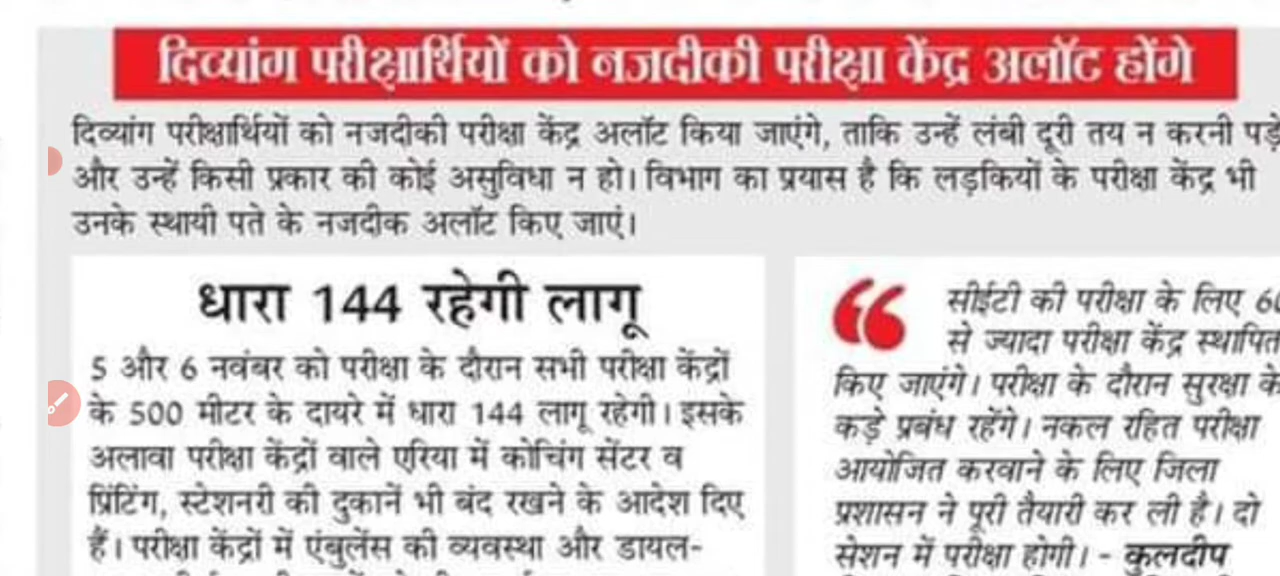 दिव्यांग परीक्षार्थियों को नजदीकी परीक्षा केंद्र अलॉट होंगे
दिव्यांग परीक्षार्थियों को नजदीकी परीक्षा केंद्र अलॉट किया जाएंगे, ताकि उन्हें लंबी दूरी तय न करनी पड़े
और उन्हें किसी प्रकार की कोई असुविधा न हो। विभाग का प्रयास है कि लड़कियों के परीक्षा केंद्र भी
उनके स्थायी पते के नजदीक अलॉट किए जाएं।
धारा 144 रहेगी लागू
5 और 6 नवंबर को परीक्षा के दौरान सभी परीक्षा केंद्रों
के 500 मीटर के दायरे में धारा 144 लागू रहेगी। इसके
अलावा परीक्षा केंद्रों वाले एरिया में कोचिंग सेंटर व
प्रिंटिंग, स्टेशनरी की दुकानें भी बंद रखने के आदेश दिए
हैं। परीक्षा केंद्रों में एंबुलेंस की व्यवस्था और डायल-
सीईटी की परीक्षा के लिए
से ज्यादा परीक्षा केंद्र स्थापित
किए जाएंगे। परीक्षा के दौरान सुरक्षा के
कड़े प्रबंध रहेंगे। नकल रहित परीक्षा
आयोजित करवाने के लिए जिला
प्रशासन ने पूरी तैयारी कर ली है। दो
सेशन में परीक्षा होगी। - कुलदीप